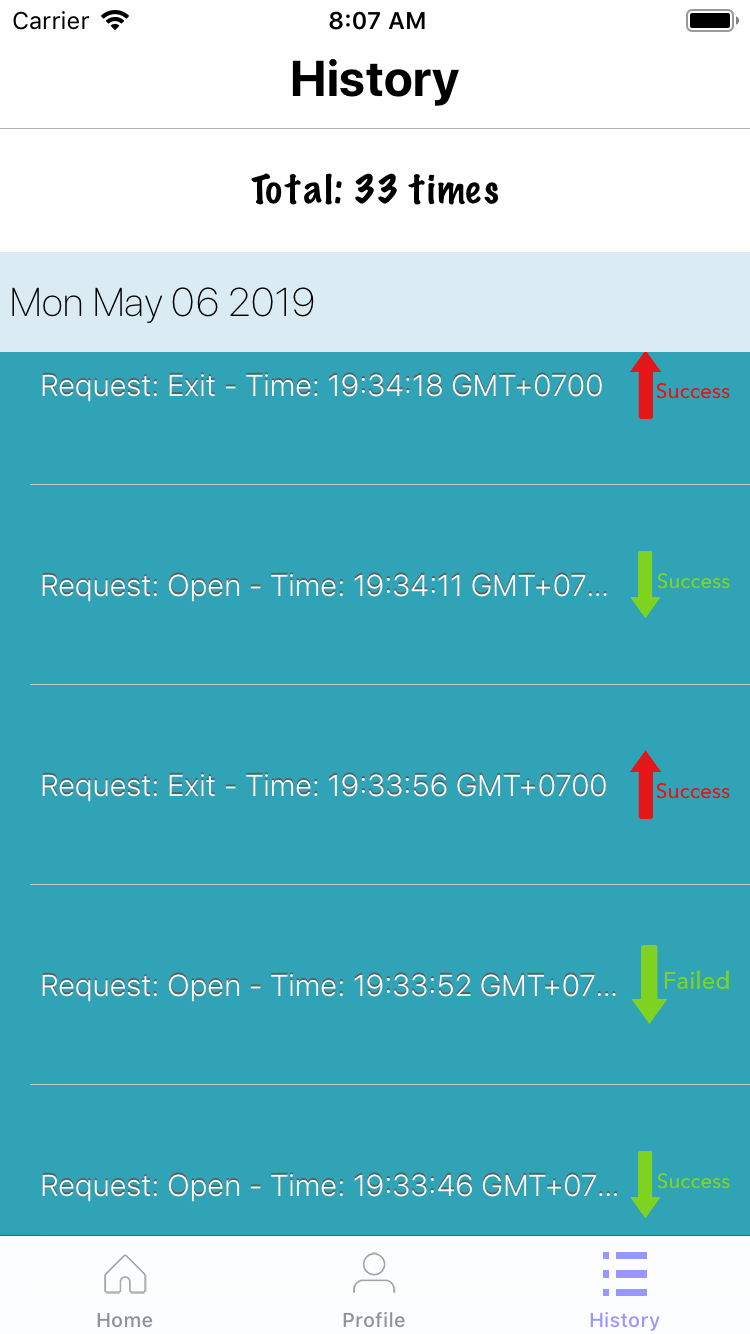 Carrier 8:07 AM
History
Total: 33 times
Mon May 06 2019
Request: Exit - Time: 19:34:18 GMT+0700 Success
Request: Open - Time: 19:34:11 GMT+07... Success
Request: Exit - Time: 19:33:56 GMT+0700 Success
Request: Open - Time: 19:33:52 GMT+07... Failed
Request: Open - Time: 19:33:46 GMT+07... Success
Home Profile History